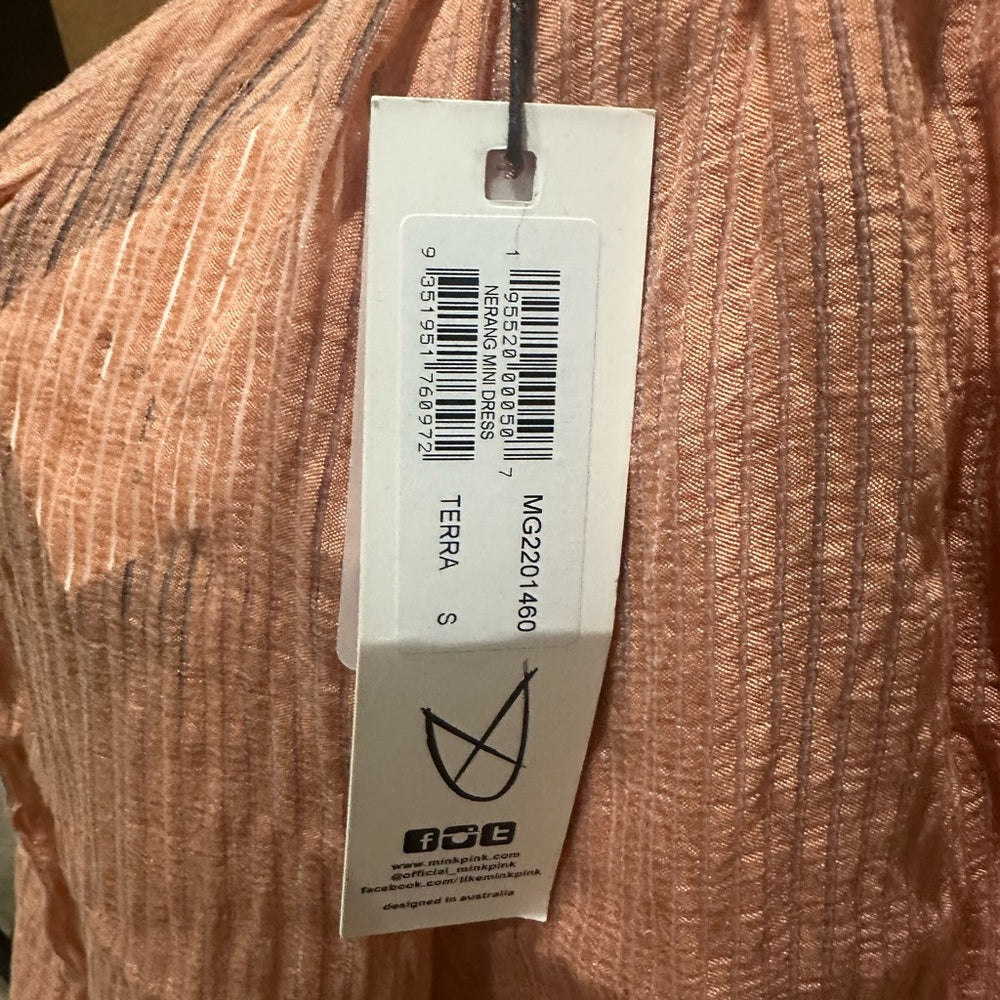 MG2201460
1 95520 00050 7
NERANG MINI DRESS
9 351951 760972
TERRA S
f t
www.minkpink.com
@official_minkpink
facebook.com/likeminkpink
designed in australia